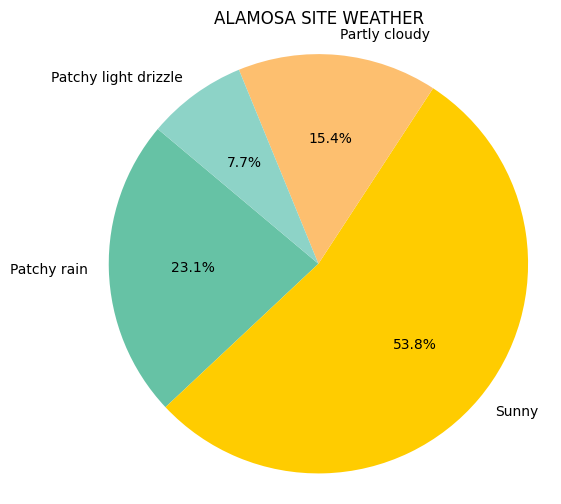 ALAMOSA SITE WEATHER
Partly cloudy
Patchy light drizzle
15.4%
7.7%
Patchy rain
23.1%
53.8%
Sunny